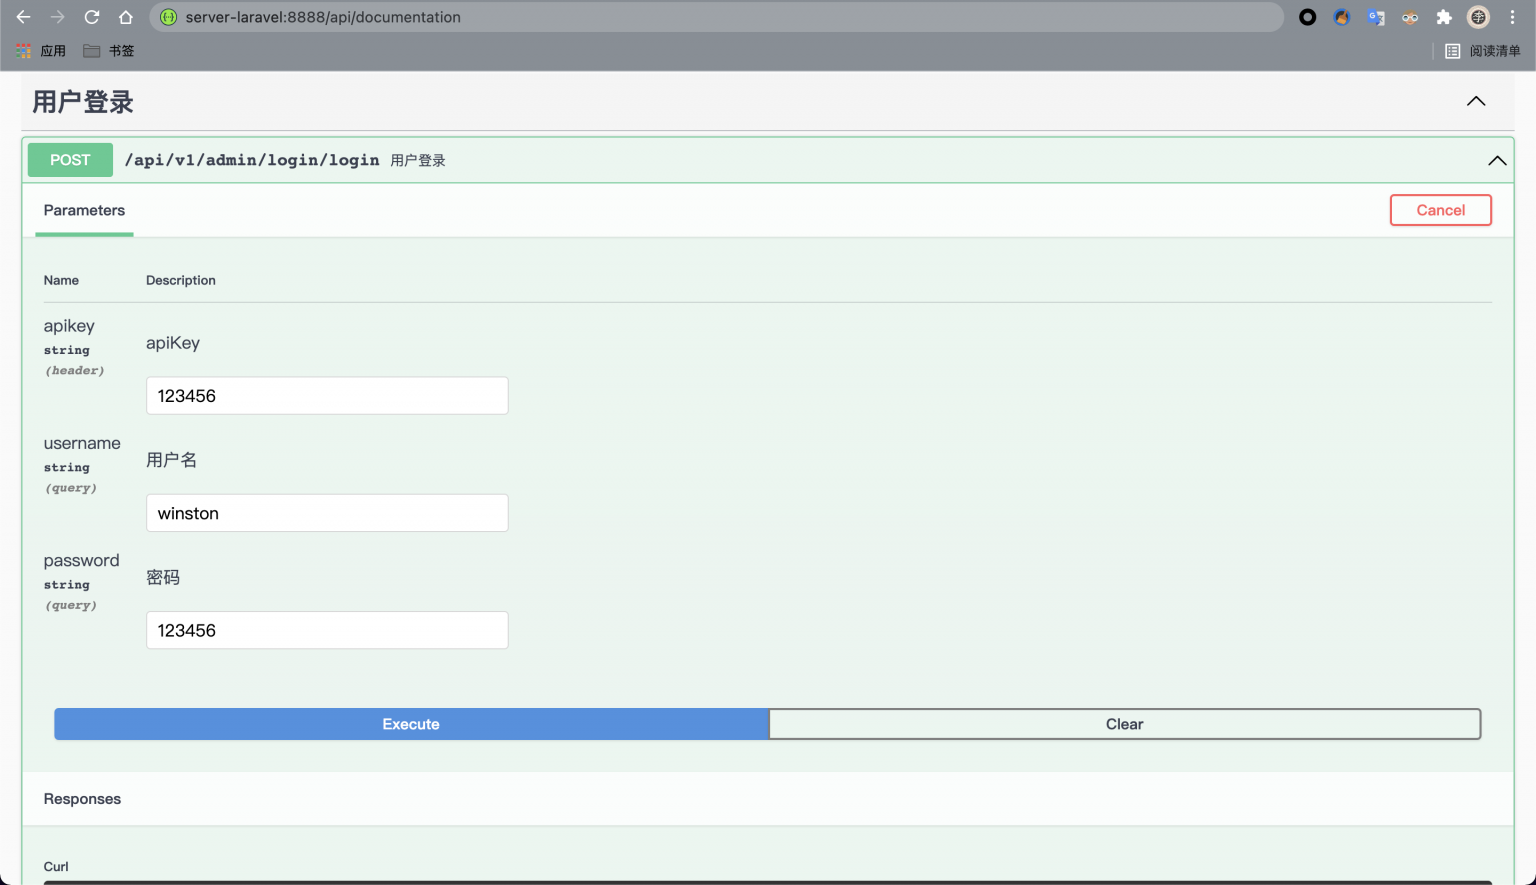 server-laravel:8888/api/documentation
应用 书签 阅读清单
用户登录
POST /api/v1/admin/login/login 用户登录
Parameters Cancel
Name Description
apikey
string
(header)
apiKey
123456
username
string
(query)
用户名
winston
password
string
(query)
密码
123456
Execute Clear
Responses
Curl